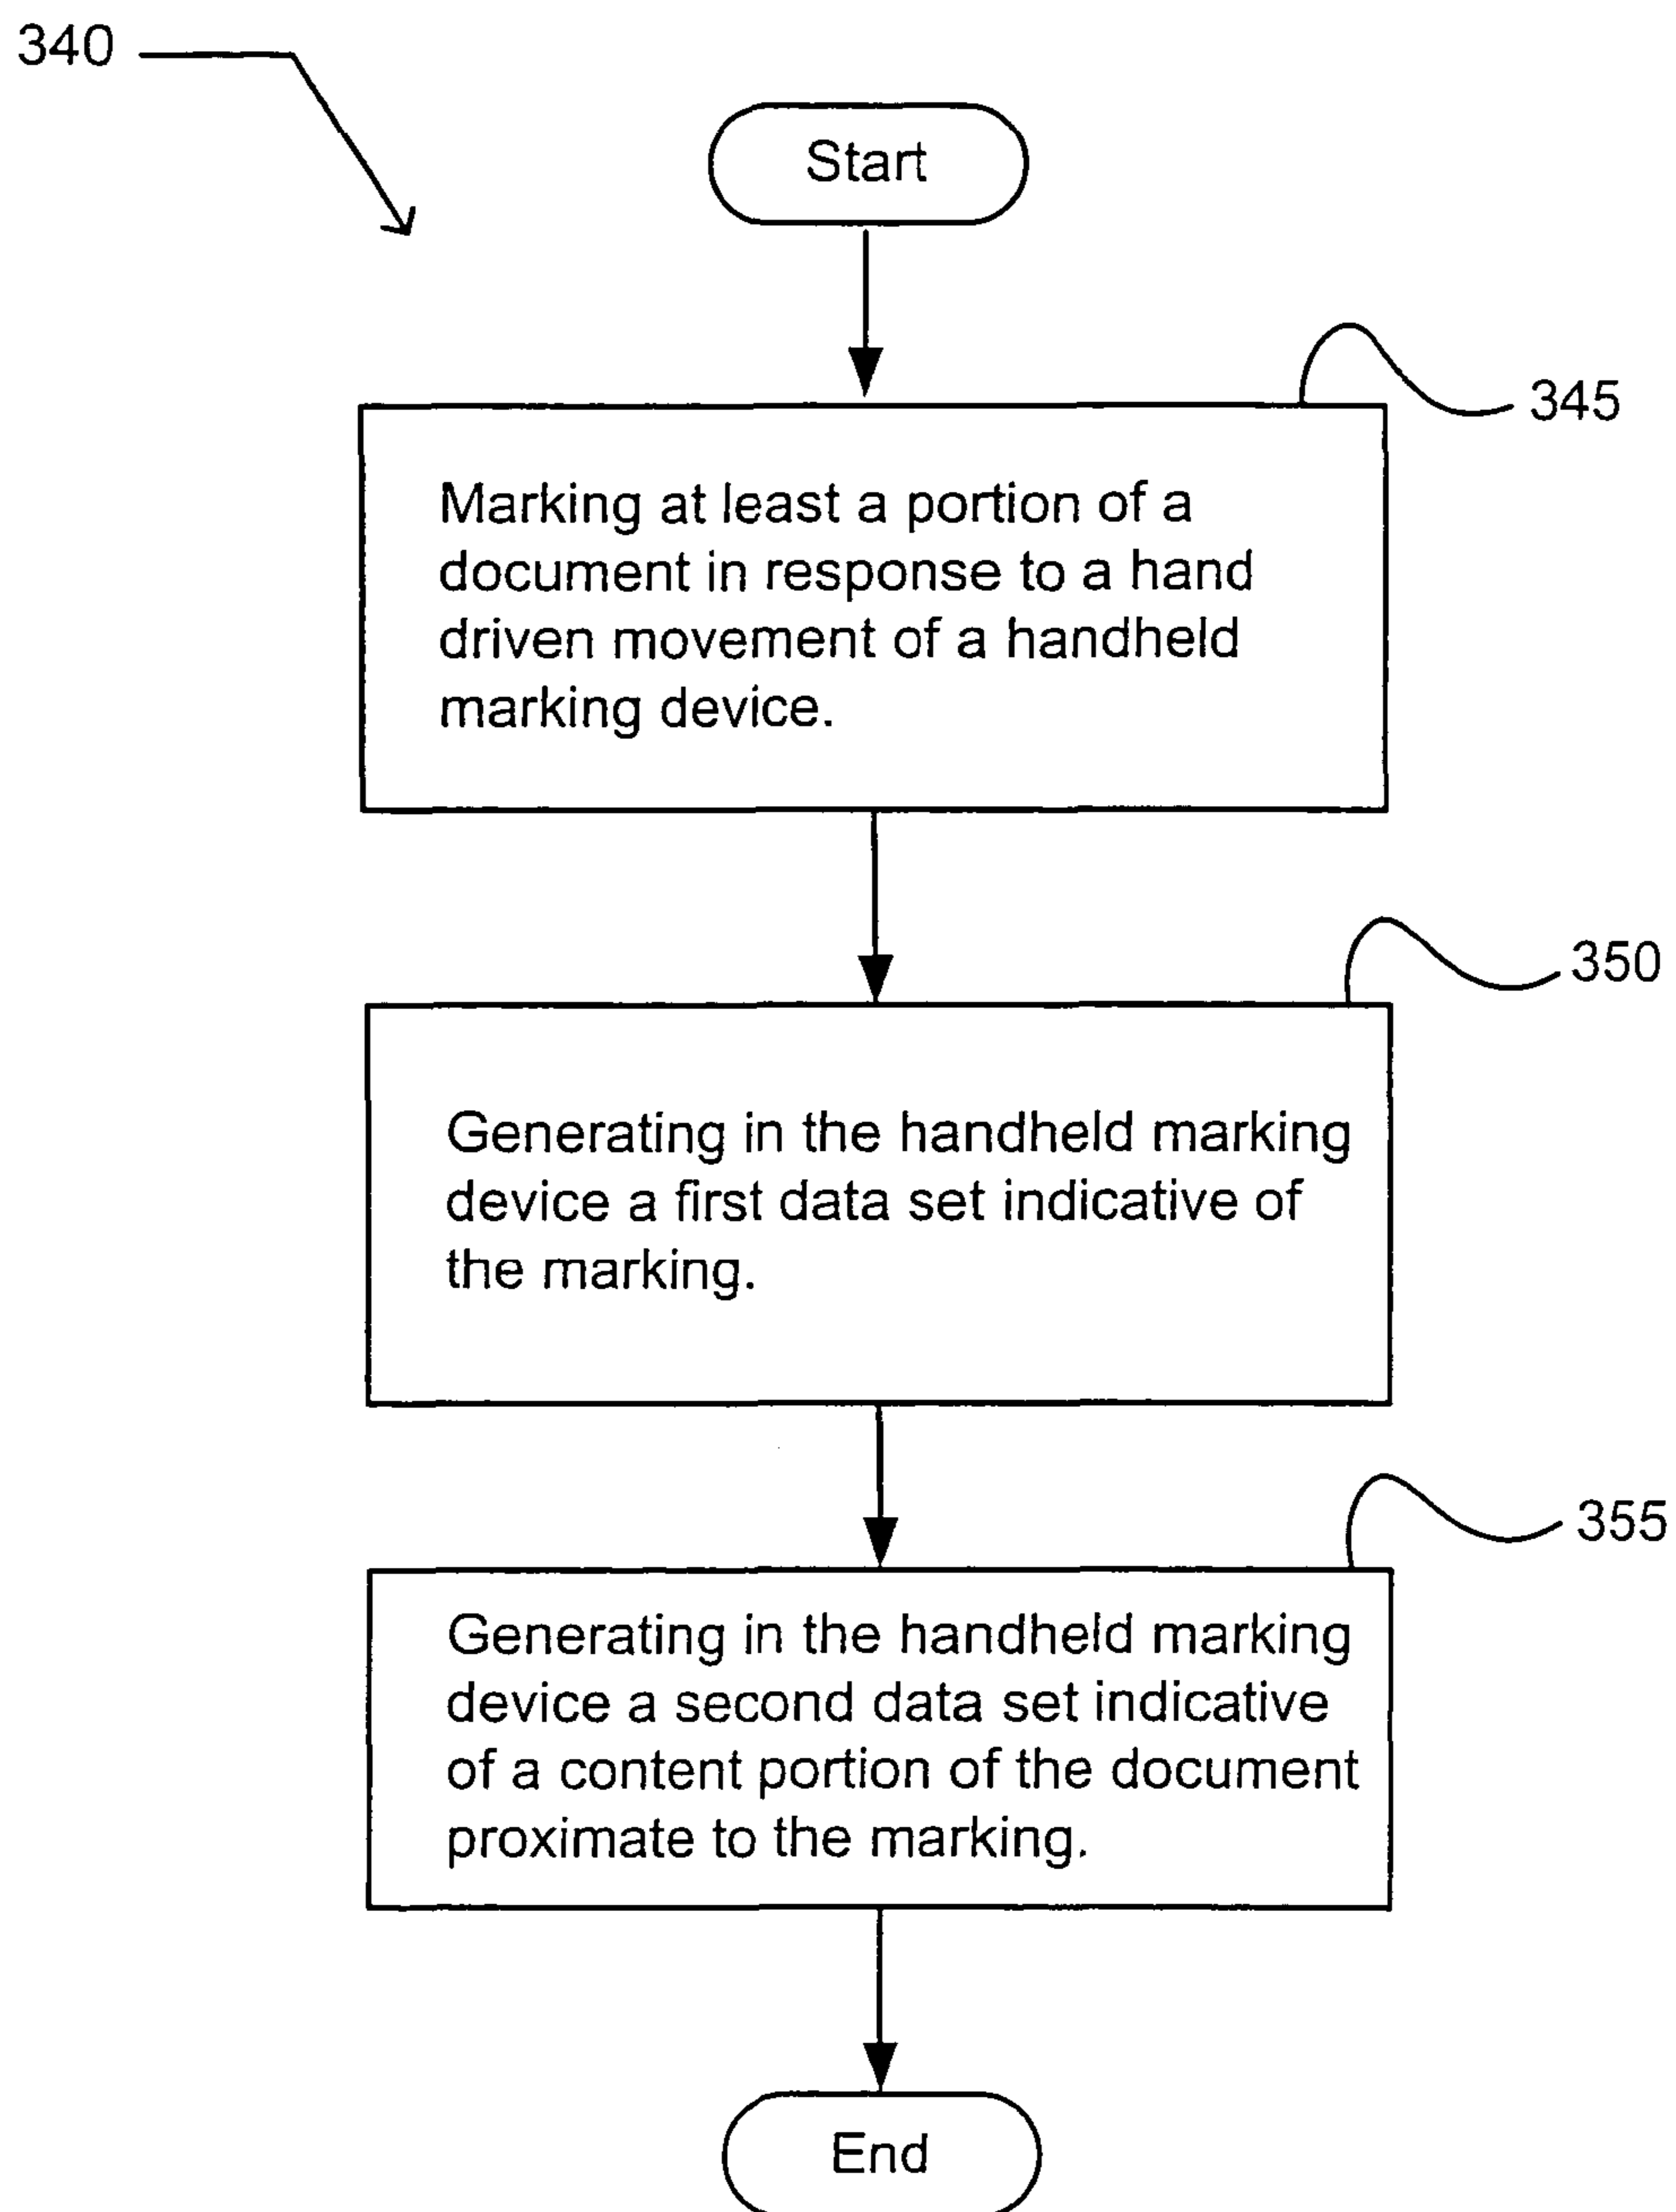 340
Start
345
Marking at least a portion of a
document in response to a hand
driven movement of a handheld
marking device.
350
Generating in the handheld marking
device a first data set indicative of
the marking.
355
Generating in the handheld marking
device a second data set indicative
of a content portion of the document
proximate to the marking.
End